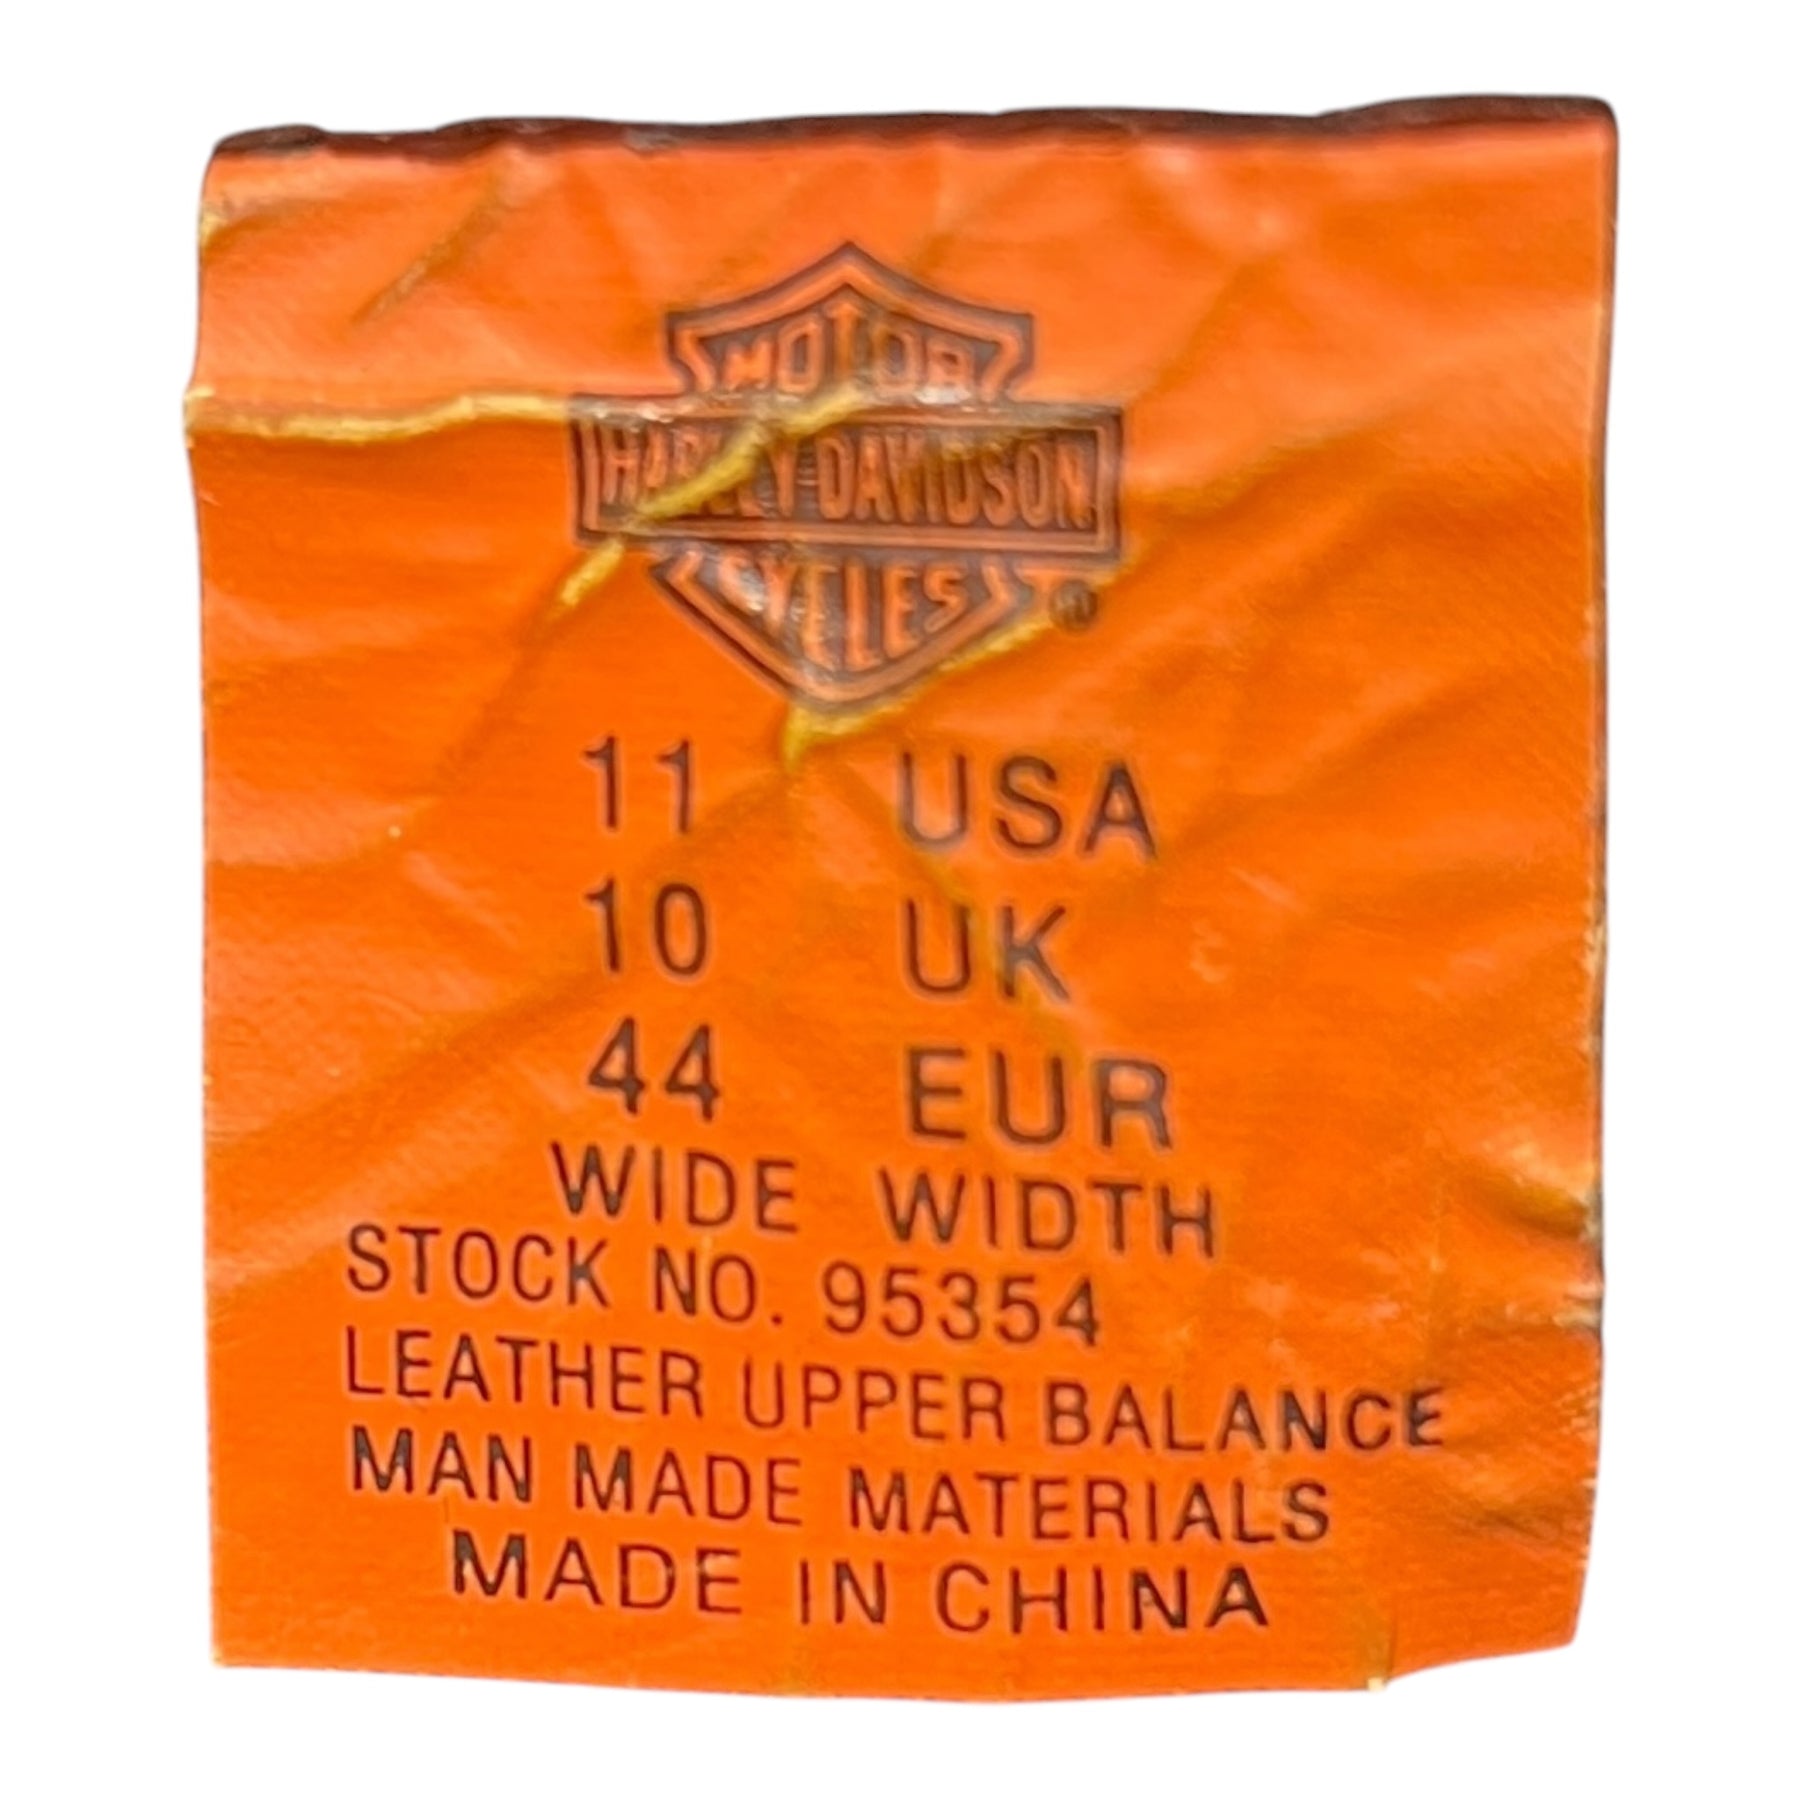 MOTOR
HARLEY-DAVIDSON
CYCLES ®
11 USA
10 UK
44 EUR
WIDE WIDTH
STOCK NO. 95354
LEATHER UPPER BALANCE
MAN MADE MATERIALS
MADE IN CHINA